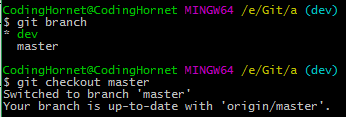 CodingHornet@CodingHornet MINGW64 /e/Git/a (dev)
$ git branch
* dev
  master
CodingHornet@CodingHornet MINGW64 /e/Git/a (dev)
$ git checkout master
Switched to branch 'master'
Your branch is up-to-date with 'origin/master'.